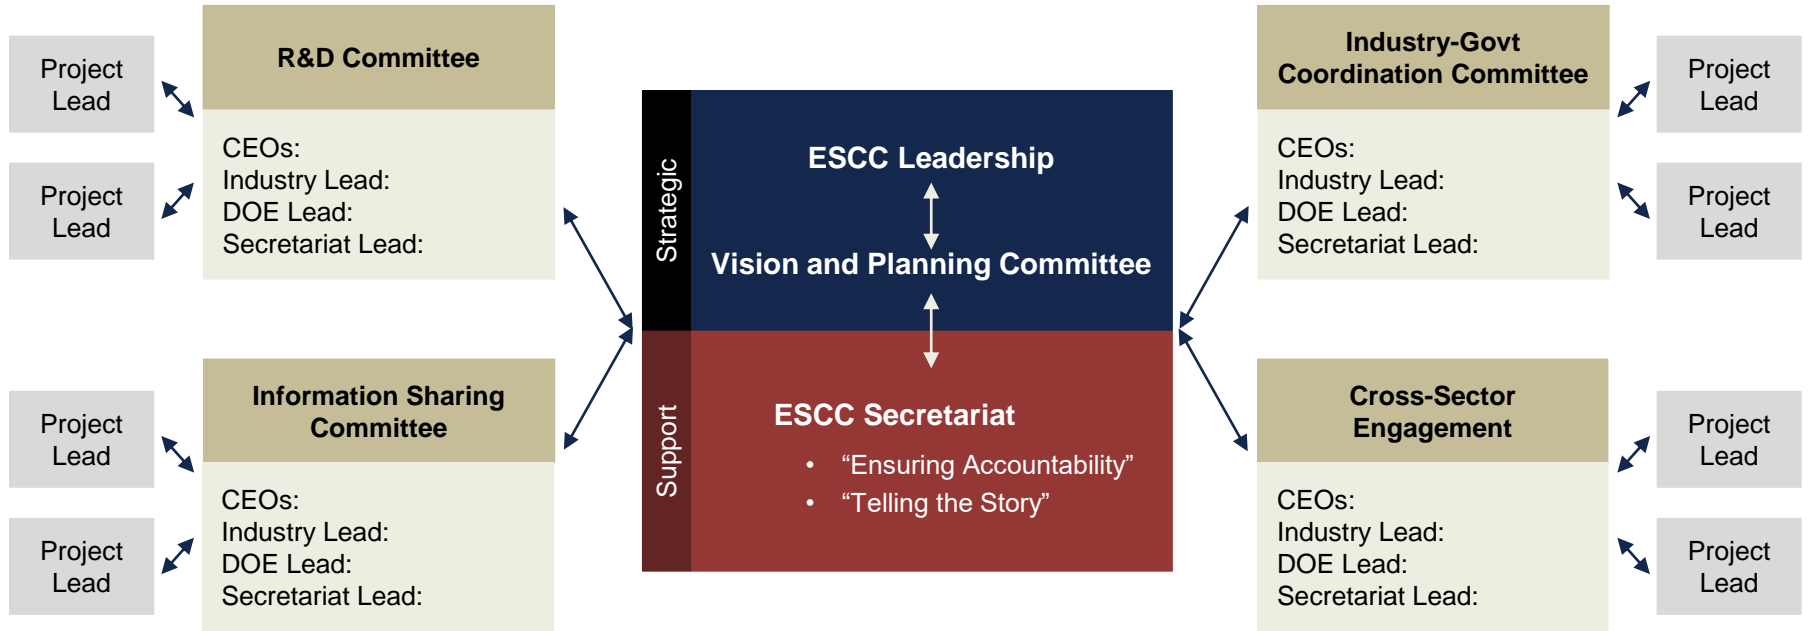 Project
Lead
Project
Lead
R&D Committee
CEOs:
Industry Lead:
DOE Lead:
Secretariat Lead:
Project
Lead
Project
Lead
Information Sharing
Committee
CEOs:
Industry Lead:
DOE Lead:
Secretariat Lead:
Strategic
ESCC Leadership
Vision and Planning Committee
Support
ESCC Secretariat
• “Ensuring Accountability”
• “Telling the Story”
Industry-Govt
Coordination Committee
CEOs:
Industry Lead:
DOE Lead:
Secretariat Lead:
Project
Lead
Project
Lead
Cross-Sector
Engagement
CEOs:
Industry Lead:
DOE Lead:
Secretariat Lead:
Project
Lead
Project
Lead